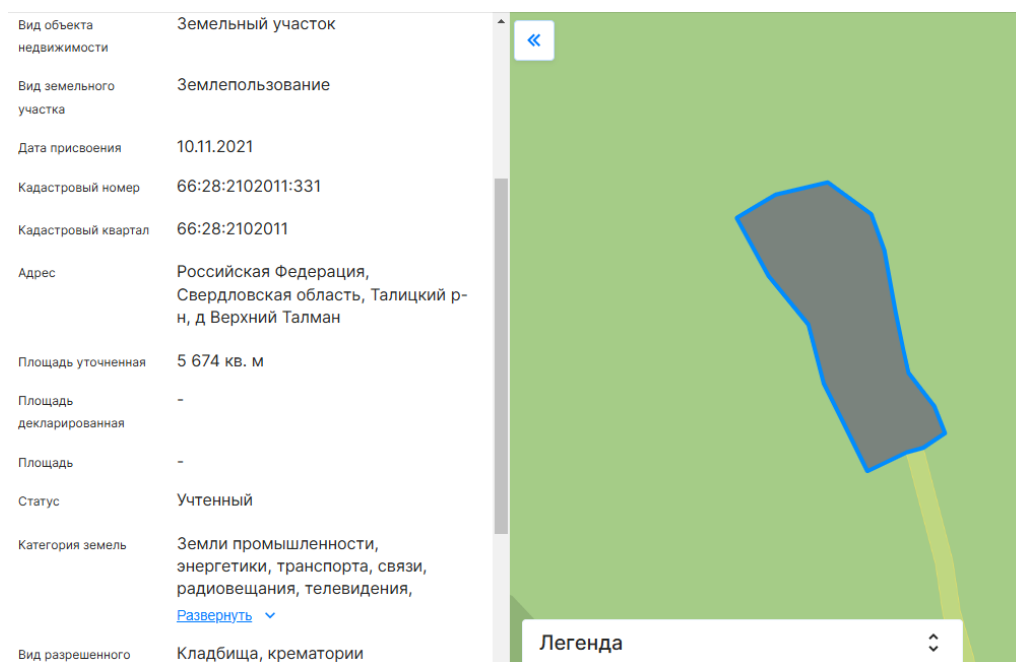 Вид объекта
недвижимости
Земельный участок
Вид земельного
участка
Землепользование
Дата присвоения
10.11.2021
Кадастровый номер
66:28:2102011:331
Кадастровый квартал
66:28:2102011
Адрес
Российская Федерация,
Свердловская область, Талицкий р-
н, д Верхний Талман
Площадь уточненная
5 674 кв. м
Площадь
декларированная
-
Площадь
-
Статус
Учтенный
Категория земель
Земли промышленности,
энергетики, транспорта, связи,
радиовещания, телевидения,
Развернуть
Вид разрешенного
Кладбища, крематории
Легенда